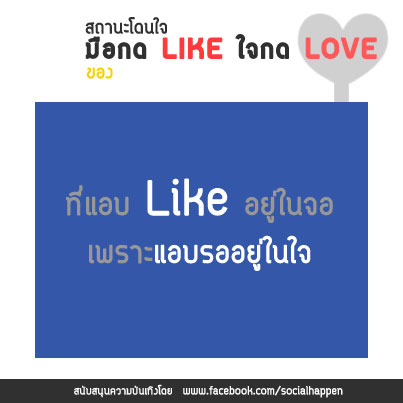 สถานะโดนใจ
มือกด LIKE ใจกด LOVE
ของ
ที่แอบ Like อยู่ในจอ
เพราะแอบรออยู่ในใจ
สนับสนุนความบันเทิงโดย www.facebook.com/socialhappen